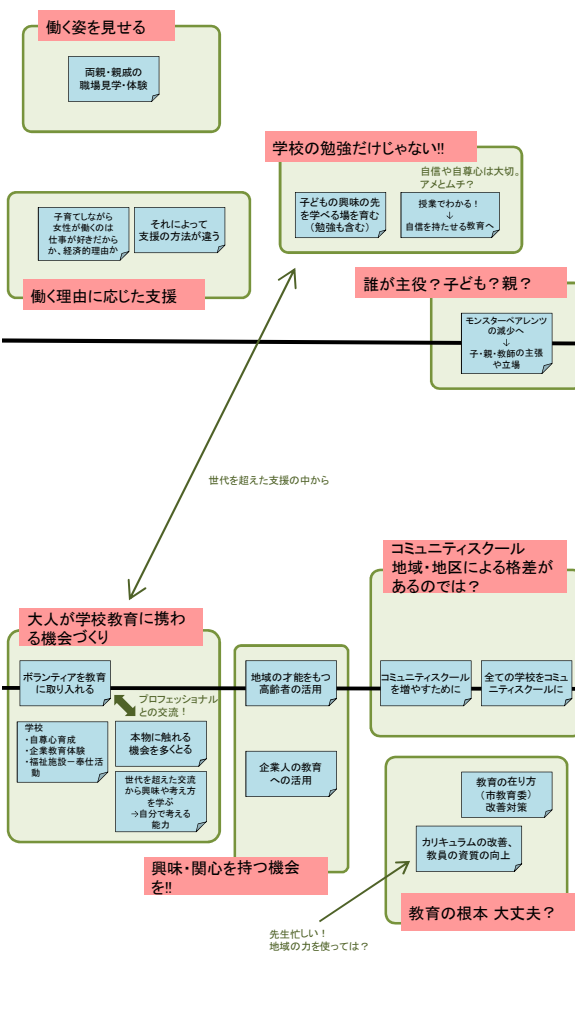 働く姿を見せる
両親・親戚の
職場見学・体験
学校の勉強だけじゃない!!
自信や自尊心は大切。
アメとムチ？
子どもの興味の先
を学べる場を育む
（勉強も含む）
授業でわかる！
↓
自信を持たせる教育へ
子育てしながら
女性が働くのは
仕事が好きだから
か、経済的理由か
それによって
支援の方法が違う
働く理由に応じた支援
誰が主役？子ども？親？
モンスターペアレンツ
の減少へ
↓
子・親・教師の主張
や立場
世代を超えた支援の中から
コミュニティスクール
地域・地区による格差が
あるのでは？
大人が学校教育に携わ
る機会づくり
ボランティアを教育
に取り入れる
プロフェッショナル
との交流！
学校
・自尊心育成
・企業教育体験
・福祉施設－奉仕活
動
本物に触れる
機会を多くとる
世代を超えた交流
から興味や考え方
を学ぶ
→自分で考える
能力
地域の才能をもつ
高齢者の活用
企業人の教育
への活用
興味・関心を持つ機会
を!!
コミュニティスクール
を増やすために
全ての学校をコミュ
ニティスクールに
教育の在り方
（市教育委）
改善対策
カリキュラムの改善、
教員の資質の向上
教育の根本 大丈夫？
先生忙しい！
地域の力を使っては？